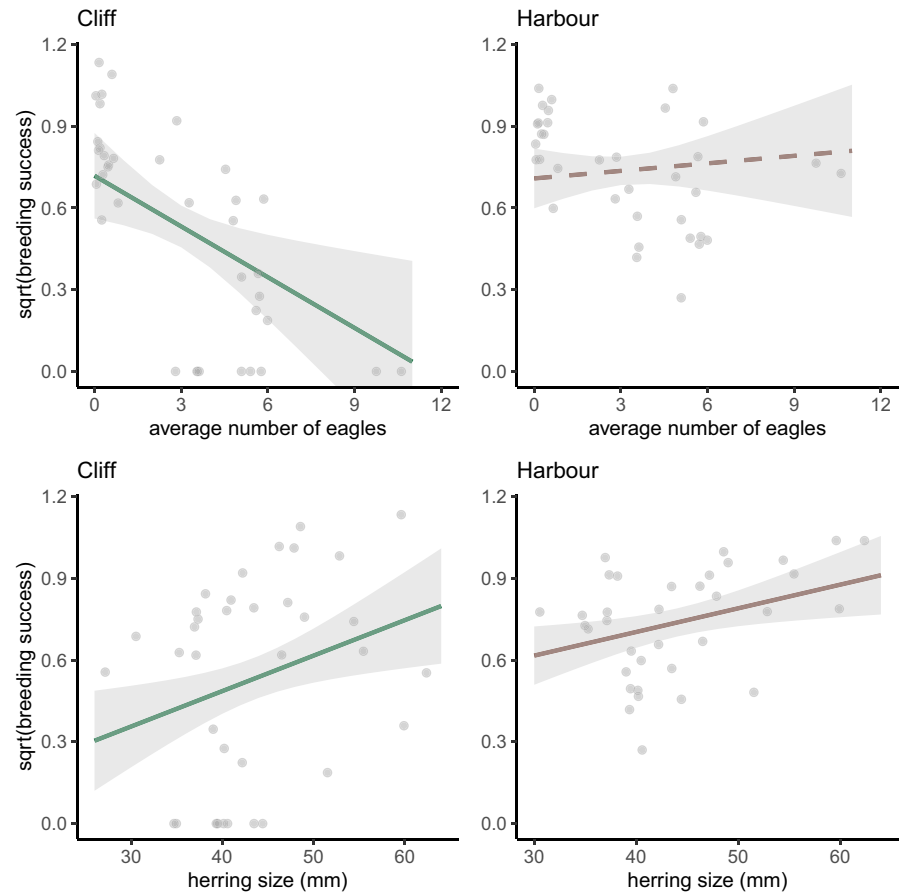 Cliff
Harbour
sqrt(breeding success)
1.2
0.9
0.6
0.3
0.0
0 3 6 9 12
average number of eagles
1.2
0.9
0.6
0.3
0.0
0 3 6 9 12
average number of eagles
Cliff
Harbour
sqrt(breeding success)
1.2
0.9
0.6
0.3
0.0
30 40 50 60
herring size (mm)
1.2
0.9
0.6
0.3
0.0
30 40 50 60
herring size (mm)